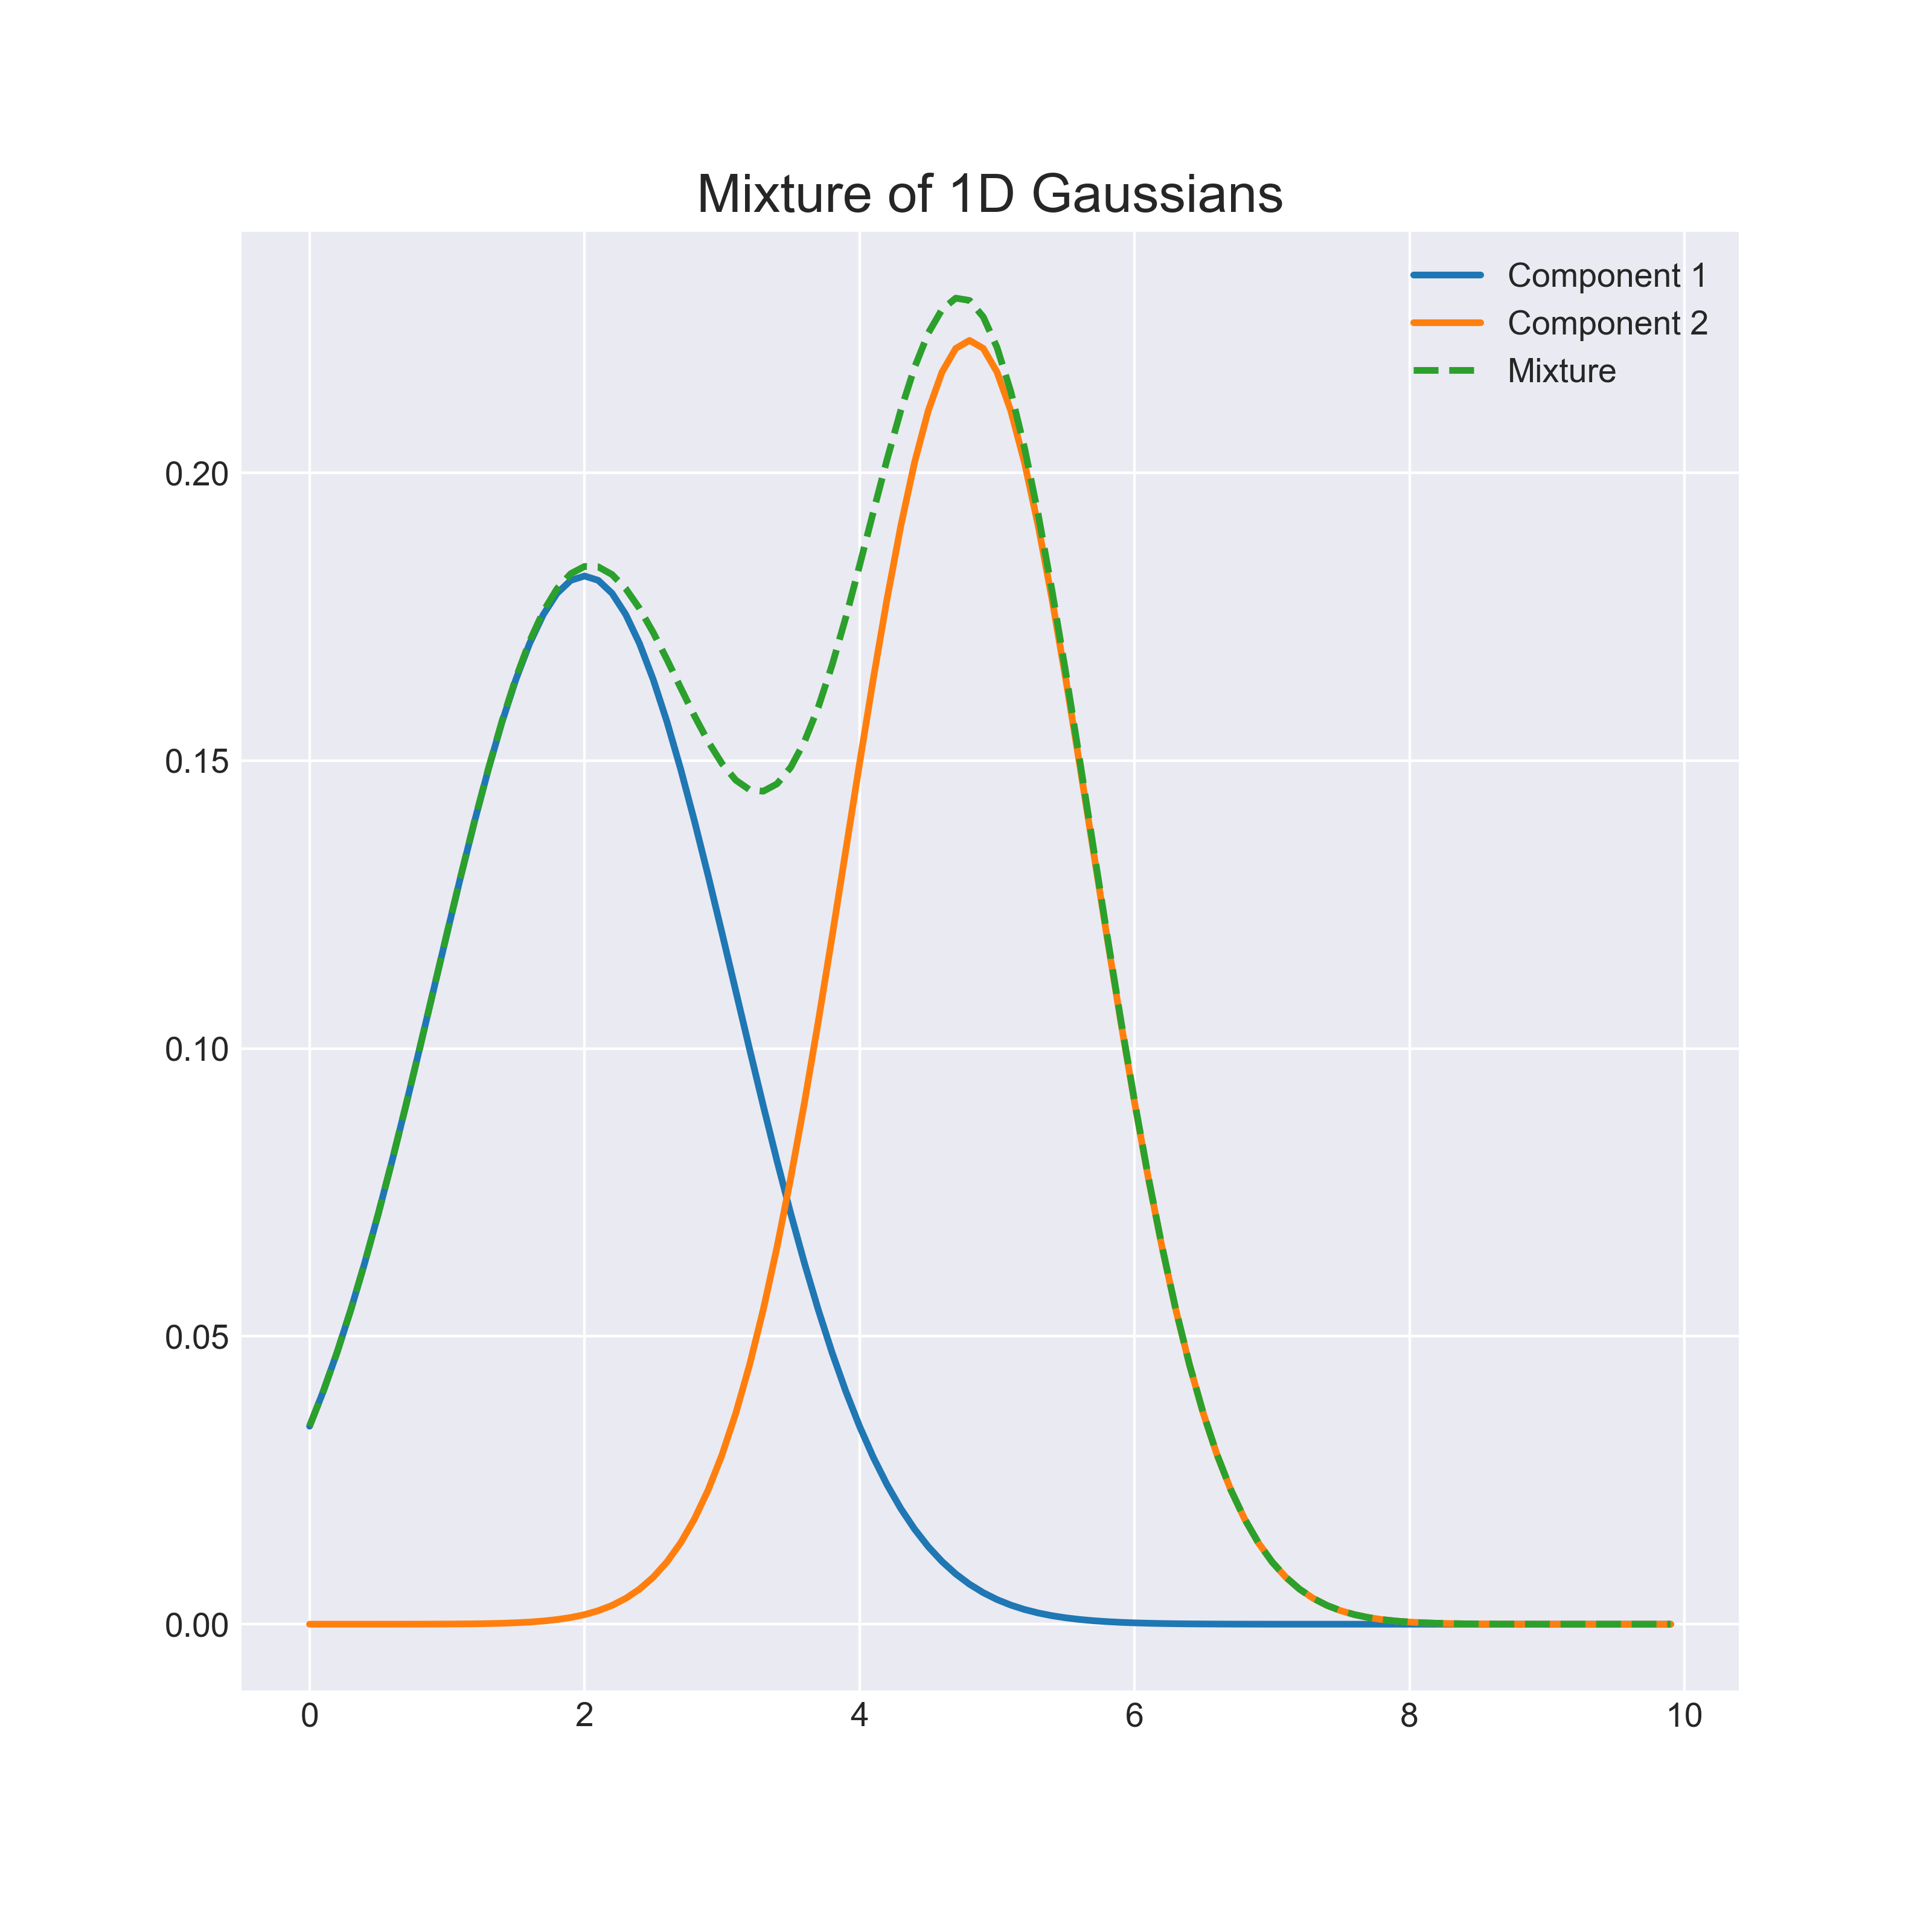 Mixture of 1D Gaussians
Component 1
Component 2
Mixture
0.20
0.15
0.10
0.05
0.00
0 2 4 6 8 10